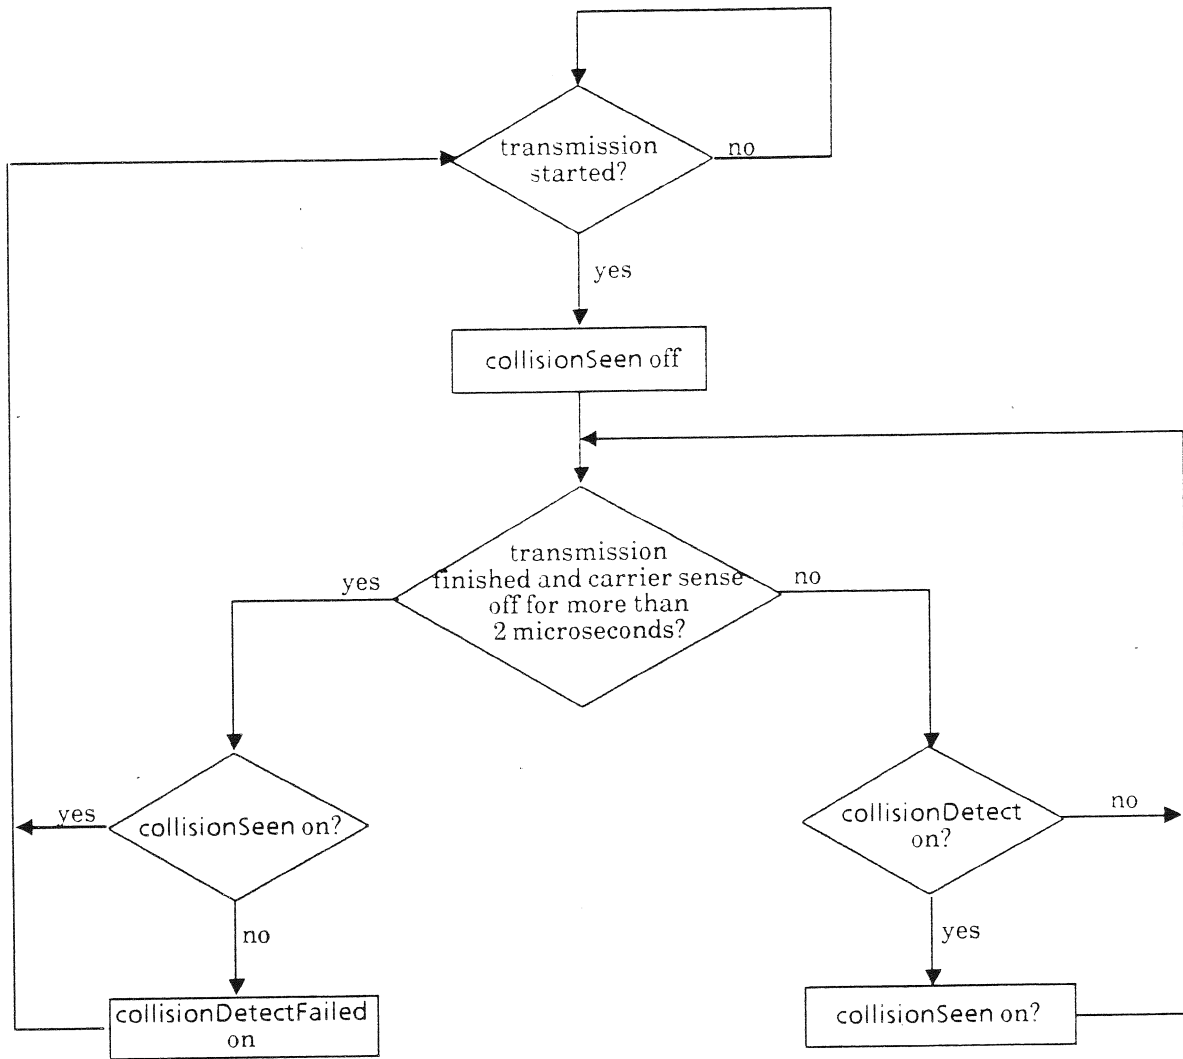 transmission
started?
no
yes
collisionSeen off
transmission
finished and carrier sense
off for more than
2 microseconds?
yes
no
collisionSeen on?
yes
no
collisionDetect
on?
no
yes
collisionDetectFailed
on
collisionSeen on?